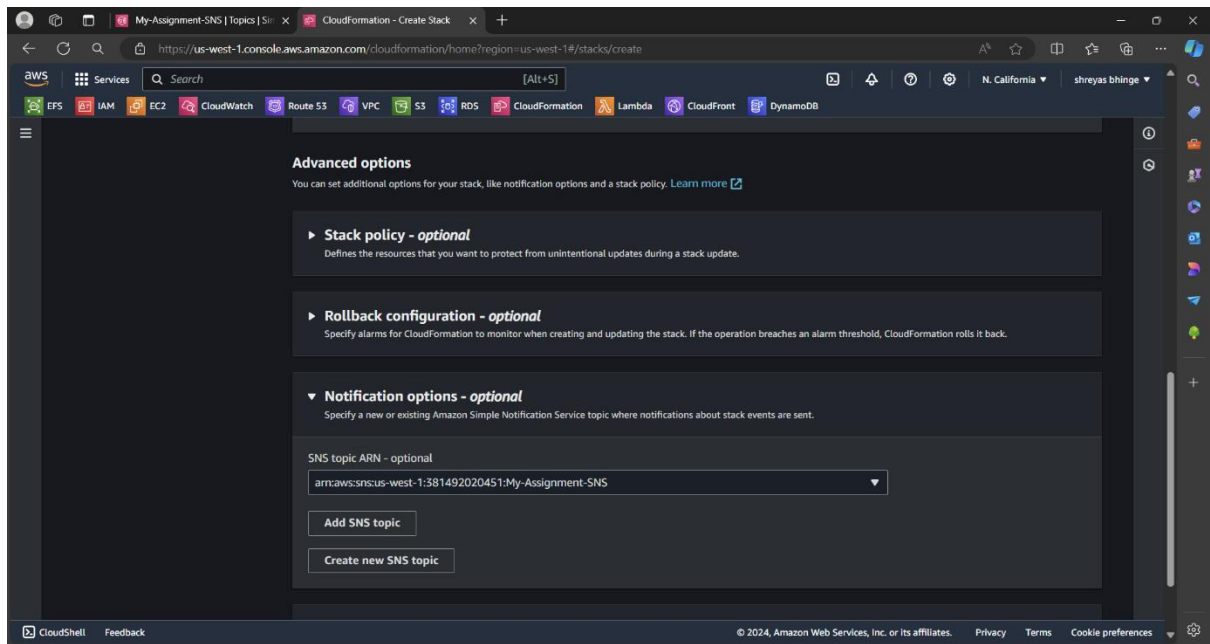 My-Assignment-SNS | Topics | Sim
CloudFormation - Create Stack
https://us-west-1.console.aws.amazon.com/cloudformation/home?region=us-west-1#/stacks/create
aws
Services
Search
[Alt+S]
N. California
shreyas bhinge
EFS IAM EC2 CloudWatch Route 53 VPC S3 RDS CloudFormation Lambda CloudFront DynamoDB
Advanced options
You can set additional options for your stack, like notification options and a stack policy. Learn more
Stack policy - optional
Defines the resources that you want to protect from unintentional updates during a stack update.
Rollback configuration - optional
Specify alarms for CloudFormation to monitor when creating and updating the stack. If the operation breaches an alarm threshold, CloudFormation rolls it back.
Notification options - optional
Specify a new or existing Amazon Simple Notification Service topic where notifications about stack events are sent.
SNS topic ARN - optional
arn:aws:sns:us-west-1:381492020451:My-Assignment-SNS
Add SNS topic
Create new SNS topic
CloudShell Feedback © 2024, Amazon Web Services, Inc. or its affiliates. Privacy Terms Cookie preferences